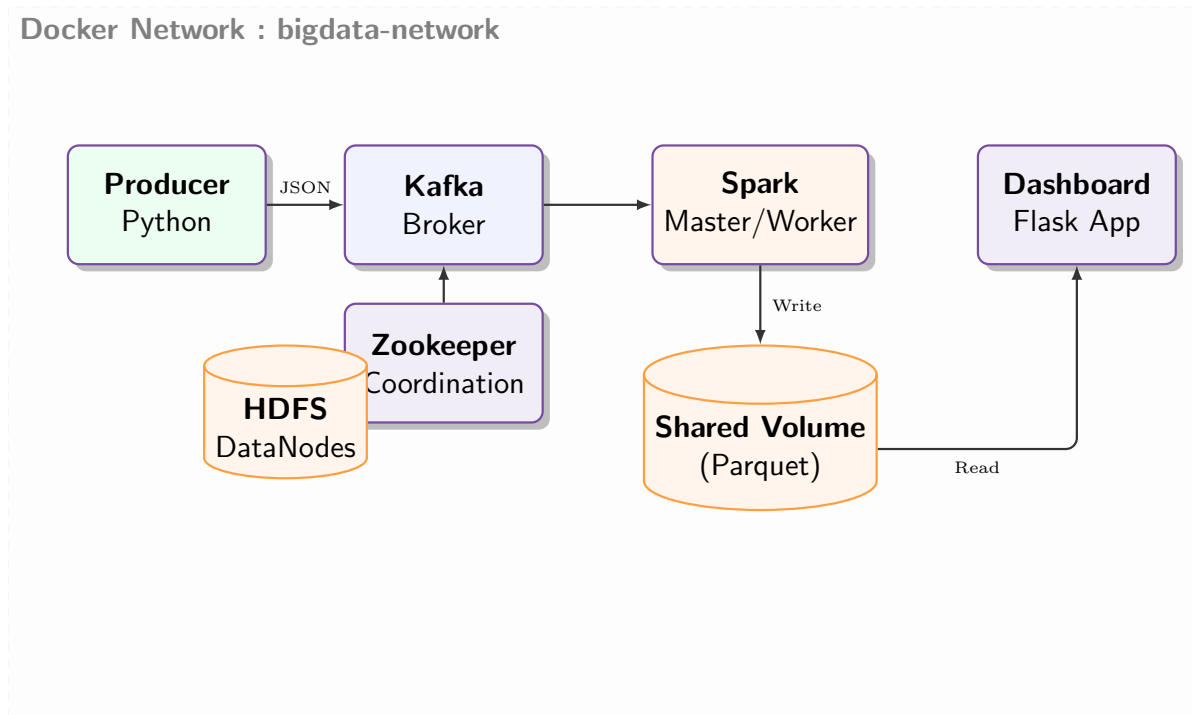 Docker Network : bigdata-network
Producer
Python
JSON
Kafka
Broker
Spark
Master/Worker
Dashboard
Flask App
Write
Zookeeper
Coordination
HDFS
DataNodes
Shared Volume
(Parquet)
Read